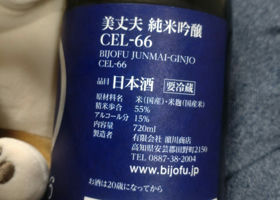 美丈夫 純米吟醸
CEL-66
BIJOFU JUNMAI-GINJO
CEL-66
品目 日本酒 要冷蔵
原材料名 米(国産)・米麹(国産米)
精米歩合 55%
アルコール分 15%
内容量 720ml
製造者 有限会社 濵川商店
高知県安芸郡田野町2150
TEL 0887-38-2004
www.bijofu.jp
お酒は20歳になってから